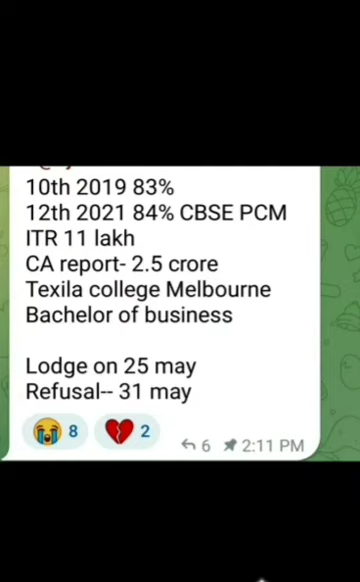 10th 2019 83%
12th 2021 84% CBSE PCM
ITR 11 lakh
CA report- 2.5 crore
Texila college Melbourne
Bachelor of business
Lodge on 25 may
Refusal-- 31 may
8 2 6 2:11 PM